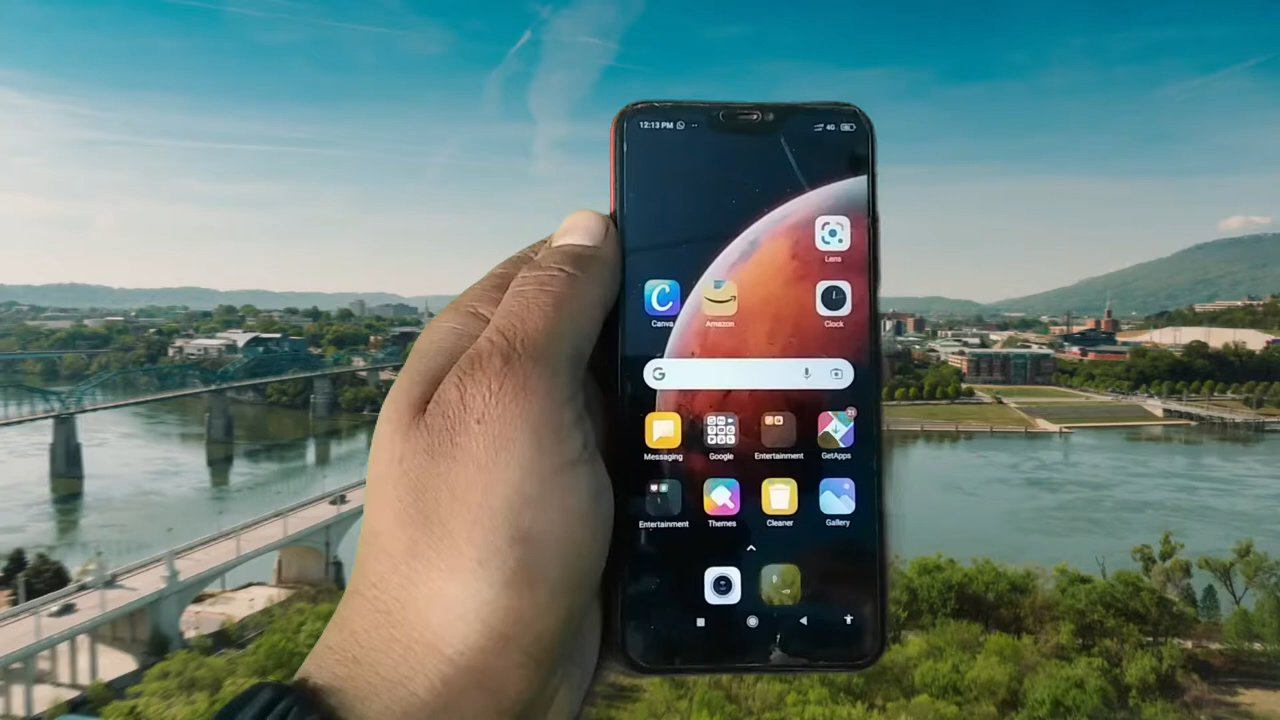 12:13 PM
4G
Lens
Canva
Amazon
Clock
Messaging
Google
Entertainment
GetApps
21
Entertainment
Themes
Cleaner
Gallery